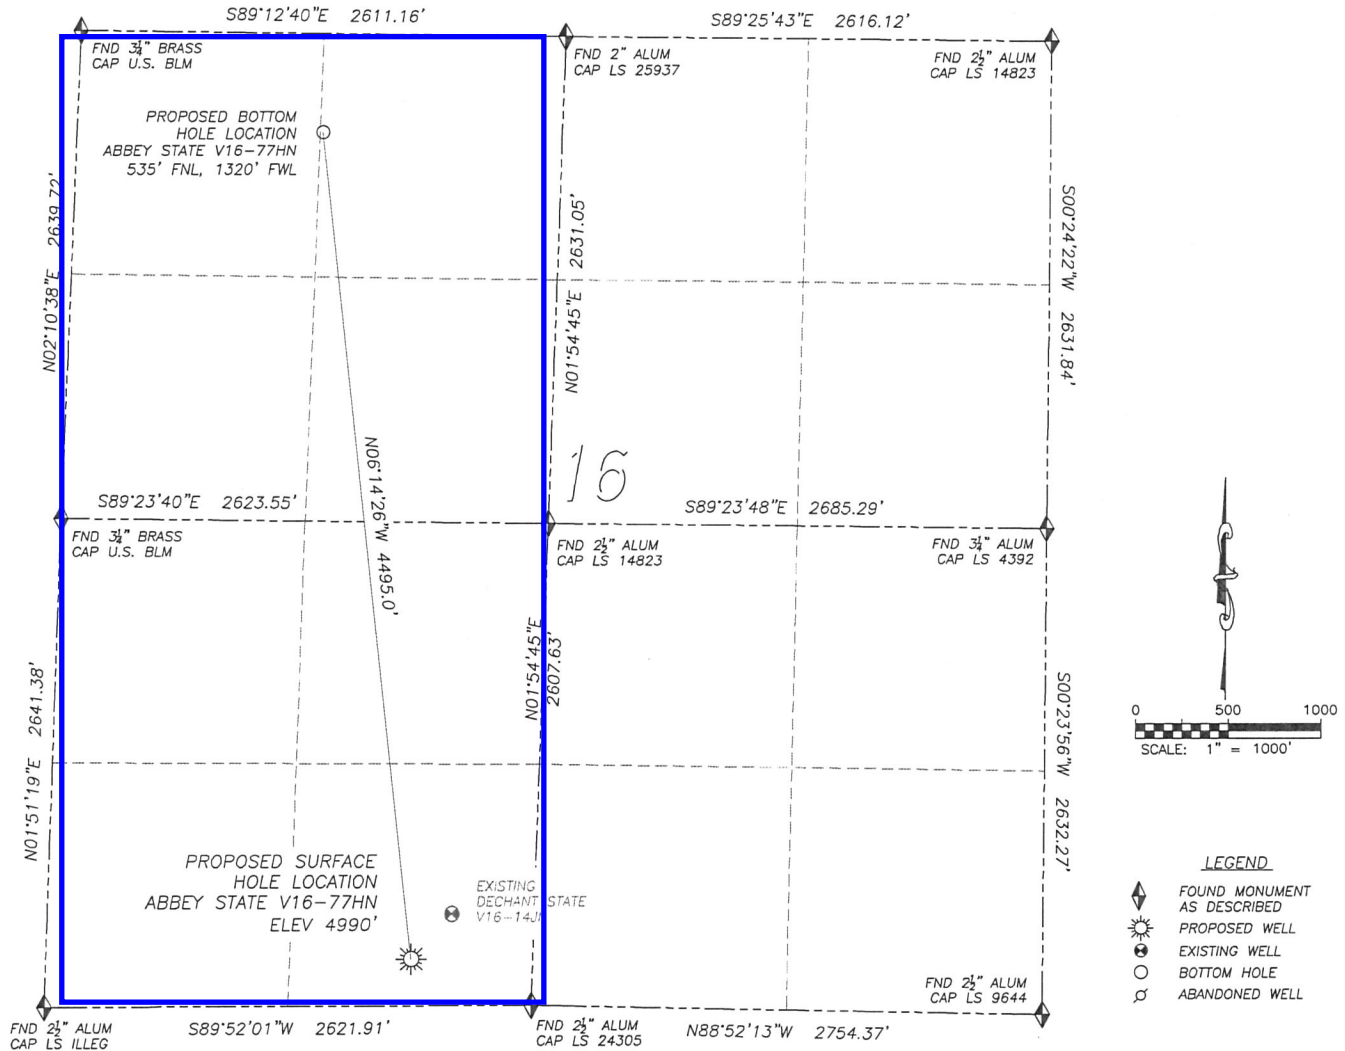 S89°12'40"E 2611.16'
S89°25'43"E 2616.12'
FND 3¼" BRASS
CAP U.S. BLM
FND 2" ALUM
CAP LS 25937
FND 2½" ALUM
CAP LS 14823
PROPOSED BOTTOM
HOLE LOCATION
ABBEY STATE V16-77HN
535' FNL, 1320' FWL
N02°10'38"E 2639.72'
N01°54'45"E 2631.05'
S00°24'22"W 2631.84'
N06°14'26"W 4495.0'
16
S89°23'40"E 2623.55'
S89°23'48"E 2685.29'
FND 3¼" BRASS
CAP U.S. BLM
FND 2½" ALUM
CAP LS 14823
FND 3¼" ALUM
CAP LS 4392
N01°51'19"E 2641.38'
N01°54'45"E
2607.63'
S00°23'56"W 2632.27'
0 500 1000
SCALE: 1" = 1000'
PROPOSED SURFACE
HOLE LOCATION
ABBEY STATE V16-77HN
ELEV 4990'
EXISTING
DECHANT STATE
V16-14J
LEGEND
FOUND MONUMENT
AS DESCRIBED
PROPOSED WELL
EXISTING WELL
BOTTOM HOLE
ABANDONED WELL
FND 2½" ALUM
CAP LS 9644
FND 2½" ALUM
CAP LS ILLEG
S89°52'01"W 2621.91'
FND 2½" ALUM
CAP LS 24305
N88°52'13"W 2754.37'